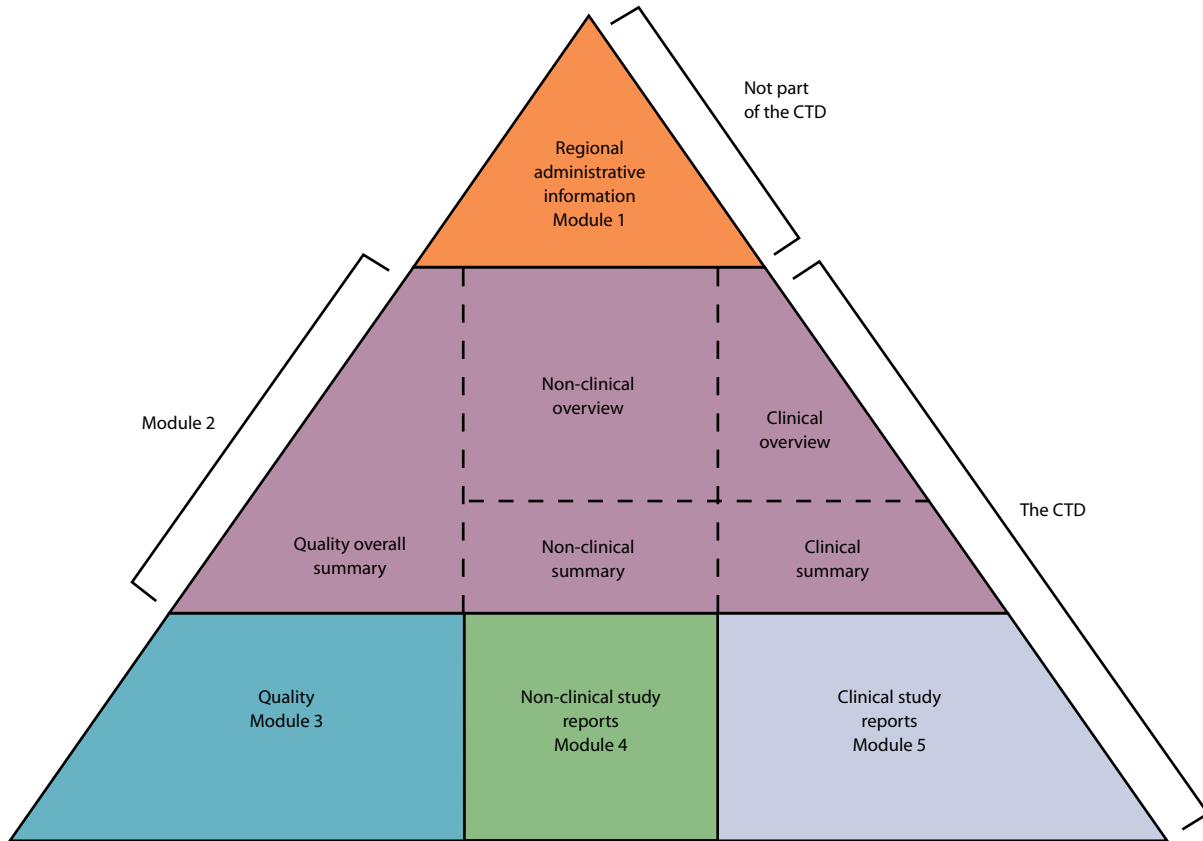 Not part
of the CTD
Regional
administrative
information
Module 1
Module 2
Non-clinical
overview
Clinical
overview
The CTD
Quality overall
summary
Non-clinical
summary
Clinical
summary
Quality
Module 3
Non-clinical study
reports
Module 4
Clinical study
reports
Module 5